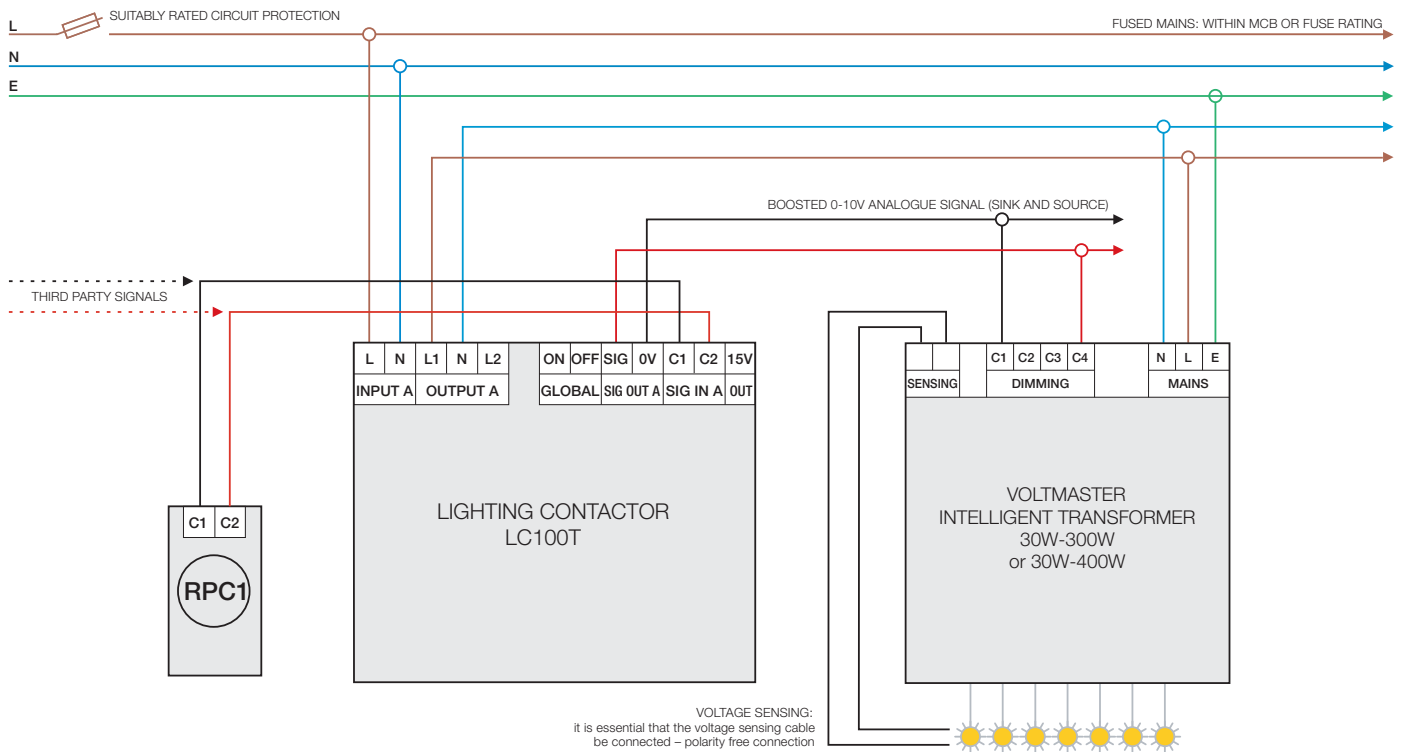 SUITABLY RATED CIRCUIT PROTECTION
FUSED MAINS: WITHIN MCB OR FUSE RATING
L
N
E
BOOSTED 0-10V ANALOGUE SIGNAL (SINK AND SOURCE)
THIRD PARTY SIGNALS
L N L1 N L2 ON OFF SIG 0V C1 C2 15V
INPUT A OUTPUT A GLOBAL SIG OUT A SIG IN A OUT
LIGHTING CONTACTOR
LC100T
C1 C2 C3 C4 N L E
SENSING DIMMING MAINS
VOLTMASTER
INTELLIGENT TRANSFORMER
30W-300W
or 30W-400W
C1 C2
RPC1
VOLTAGE SENSING:
it is essential that the voltage sensing cable
be connected – polarity free connection